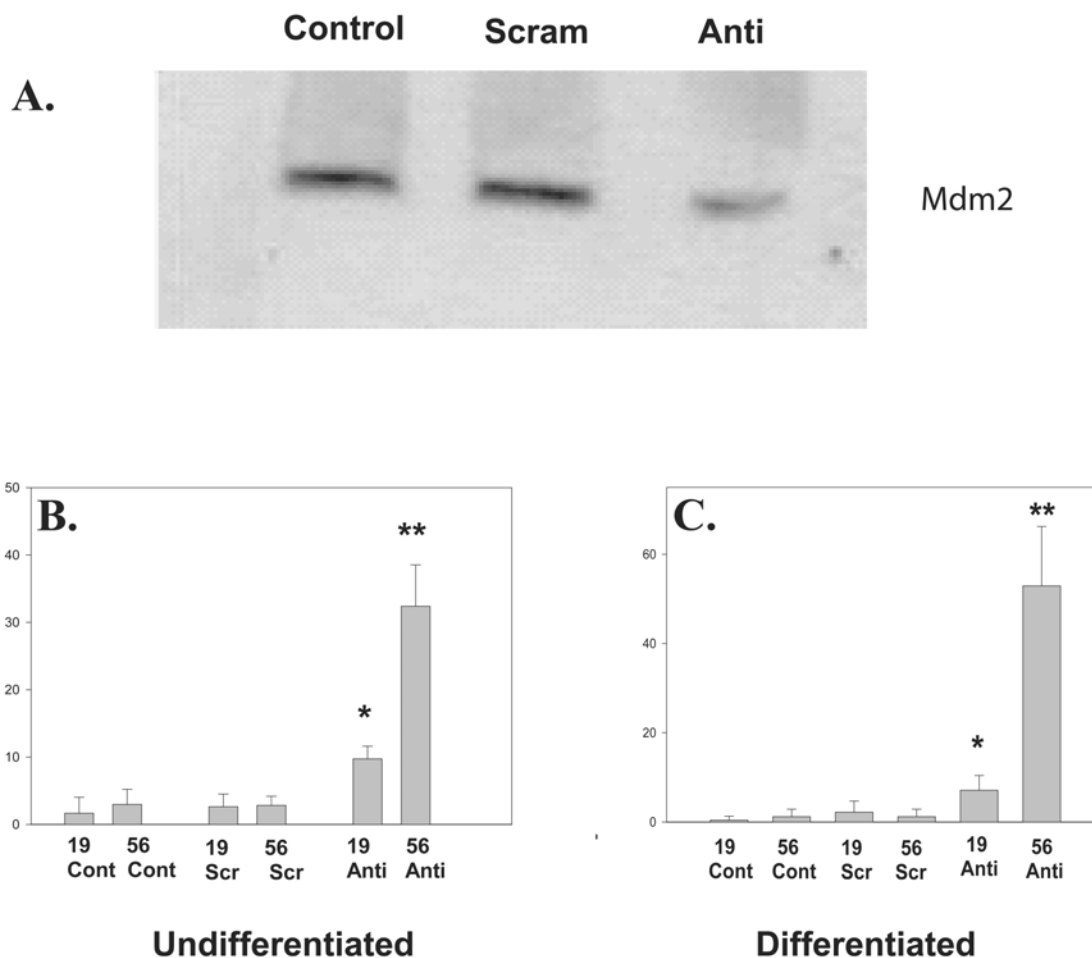 Control Scram Anti
A.
Mdm2
B.
50
40
30
20
10
0
*
**
19 56 19 56 19 56
Cont Cont Scr Scr Anti Anti
Undifferentiated
C.
60
40
20
0
*
**
19 56 19 56 19 56
Cont Cont Scr Scr Anti Anti
Differentiated